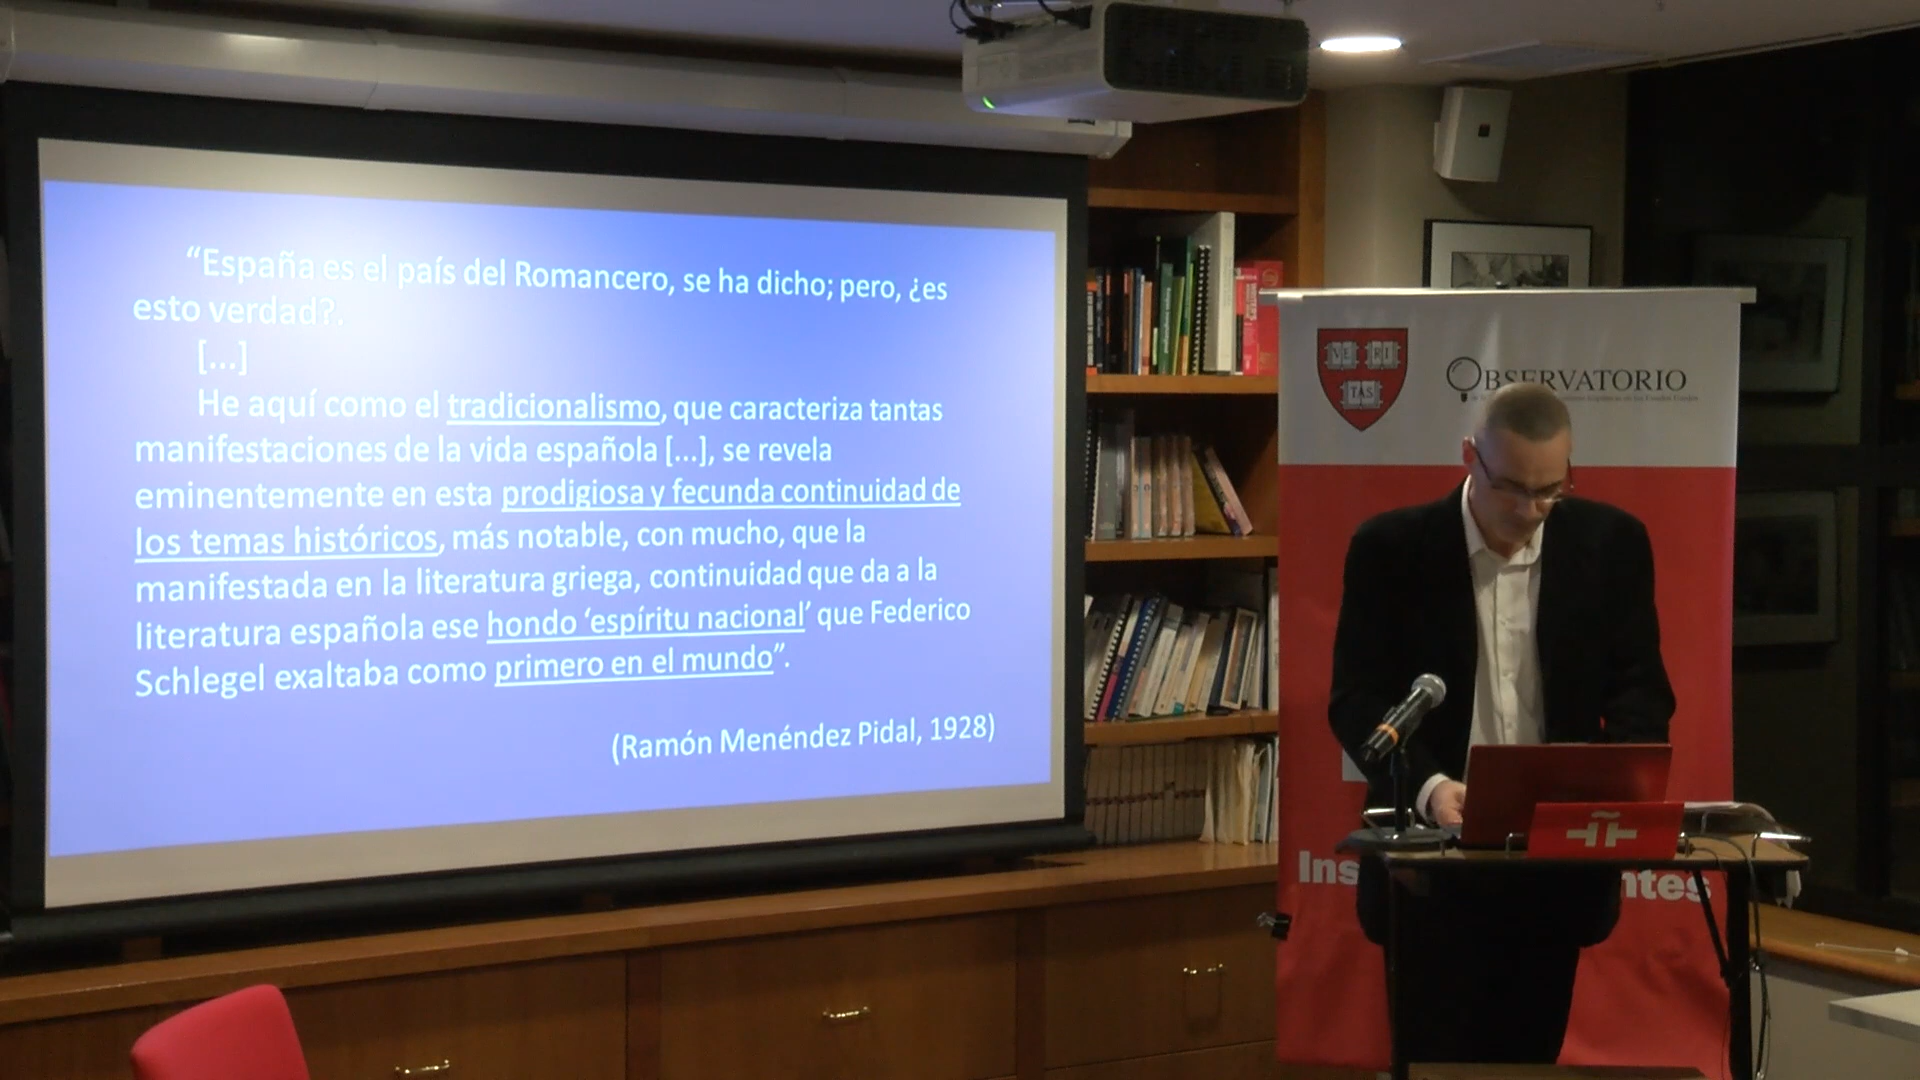 “España es el país del Romancero, se ha dicho; pero, ¿es
esto verdad?.
[...]
He aquí como el tradicionalismo, que caracteriza tantas
manifestaciones de la vida española [...], se revela
eminentemente en esta prodigiosa y fecunda continuidad de
los temas históricos, más notable, con mucho, que la
manifestada en la literatura griega, continuidad que da a la
literatura española ese hondo ‘espíritu nacional’ que Federico
Schlegel exaltaba como primero en el mundo”.
(Ramón Menéndez Pidal, 1928)
VE RI
TAS
OBSERVATORIO
Ins ntes